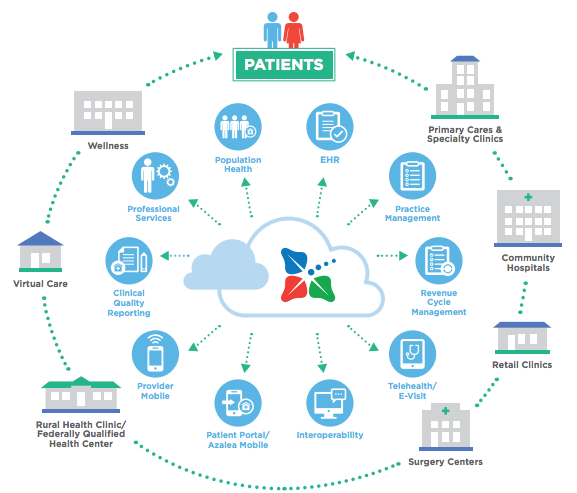 PATIENTS
Wellness
Primary Cares &
Specialty Clinics
Population
Health
EHR
Professional
Services
Practice
Management
Virtual Care
Community
Hospitals
Clinical
Quality
Reporting
Revenue
Cycle
Management
Retail Clinics
Provider
Mobile
Telehealth/
E-Visit
Rural Health Clinic/
Federally Qualified
Health Center
Patient Portal/
Azalea Mobile
Interoperability
Surgery Centers